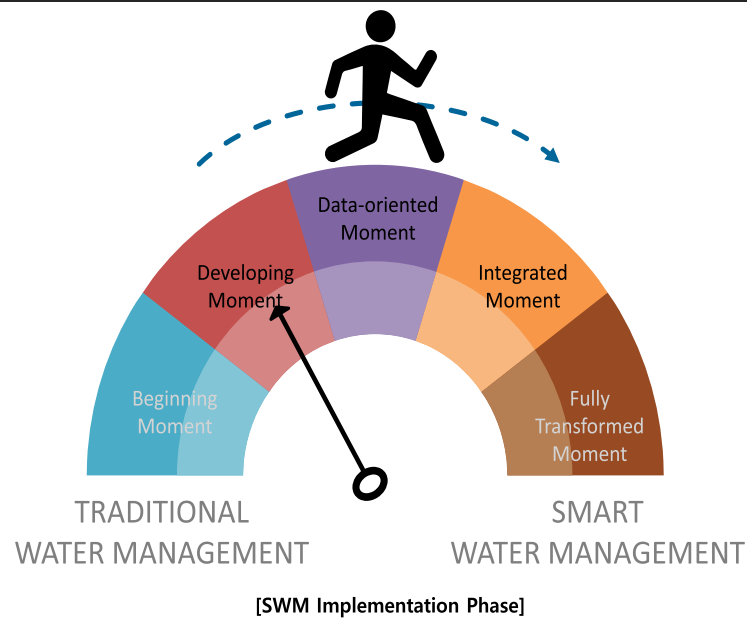 Data-oriented
Moment
Developing
Moment
Integrated
Moment
Beginning
Moment
Fully
Transformed
Moment
TRADITIONAL
WATER MANAGEMENT
SMART
WATER MANAGEMENT
[SWM Implementation Phase]